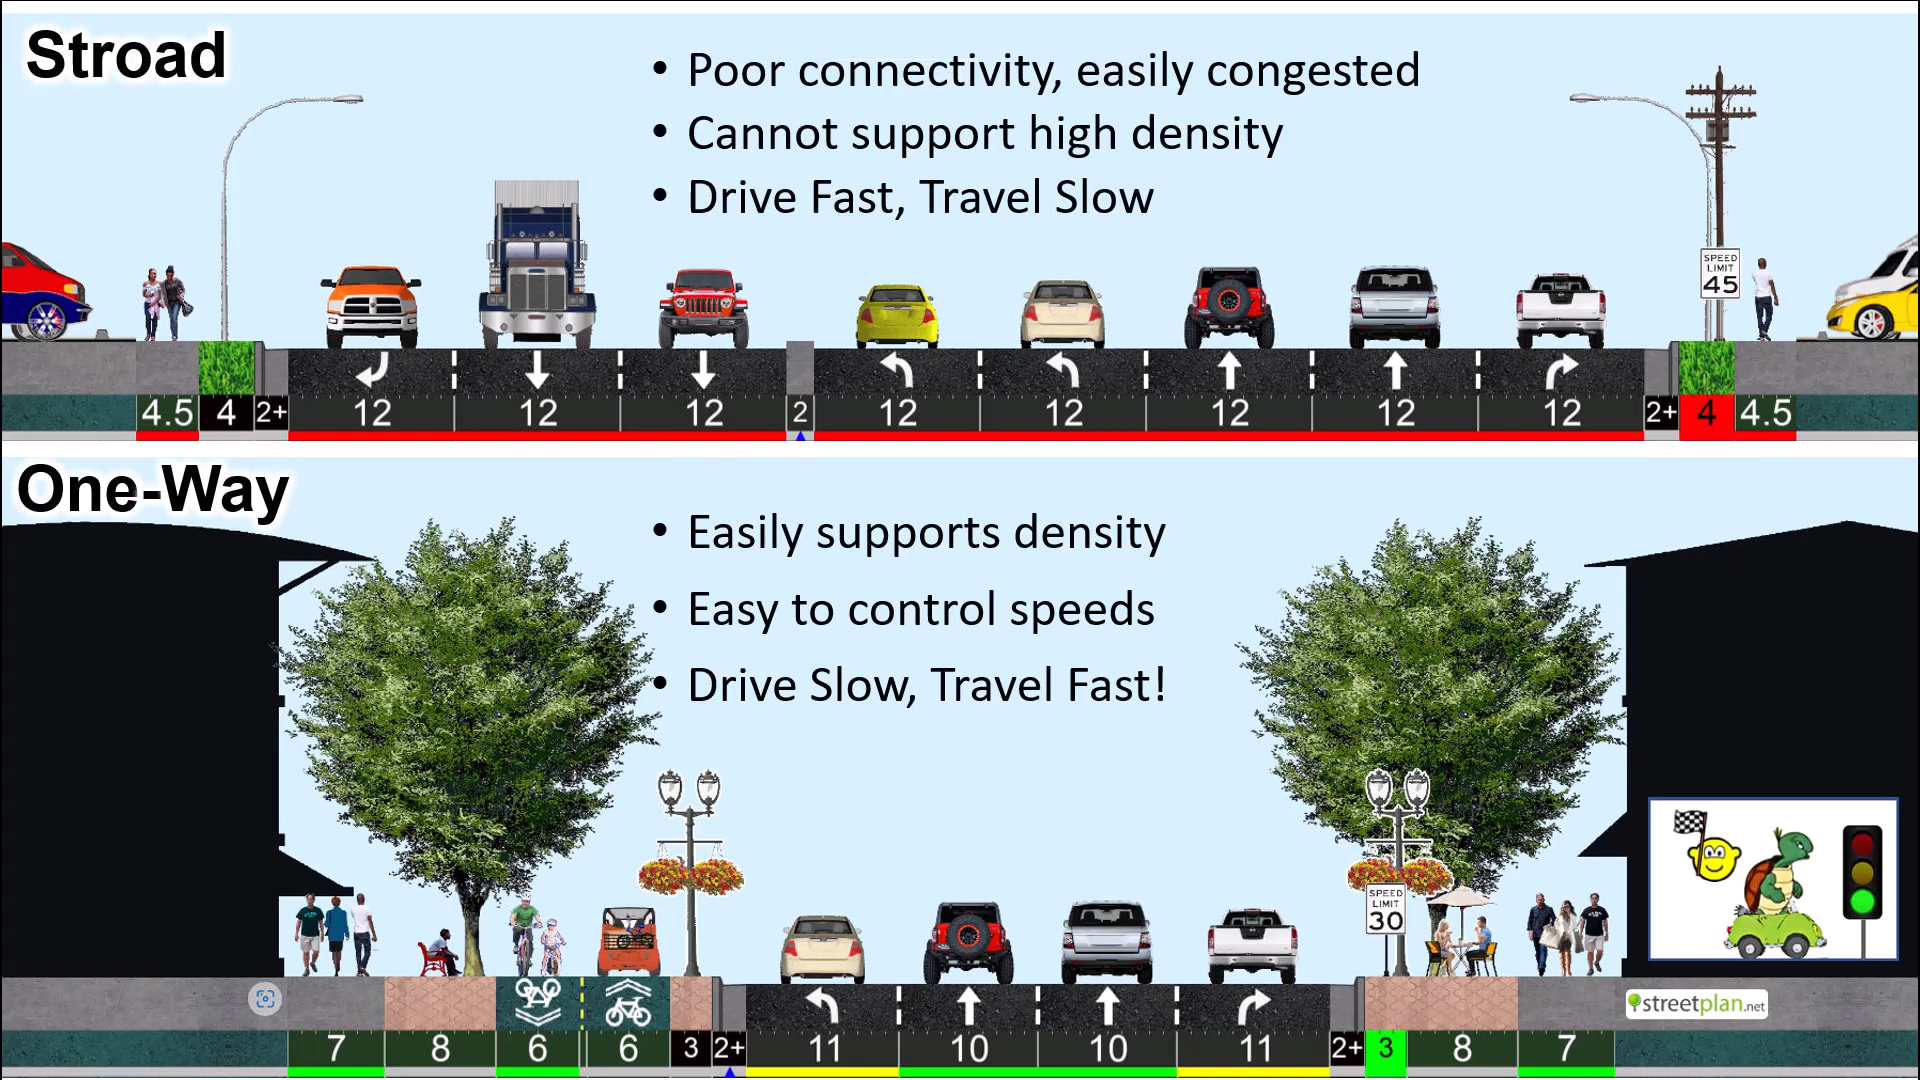 Stroad
• Poor connectivity, easily congested
• Cannot support high density
• Drive Fast, Travel Slow
SPEED
LIMIT
45
4.5 4 2+ 12 12 12 2 12 12 12 12 12 2+ 4 4.5
One-Way
• Easily supports density
• Easy to control speeds
• Drive Slow, Travel Fast!
SPEED
LIMIT
30
streetplan.net
7 8 6 6 3 2+ 11 10 10 11 2+ 3 8 7